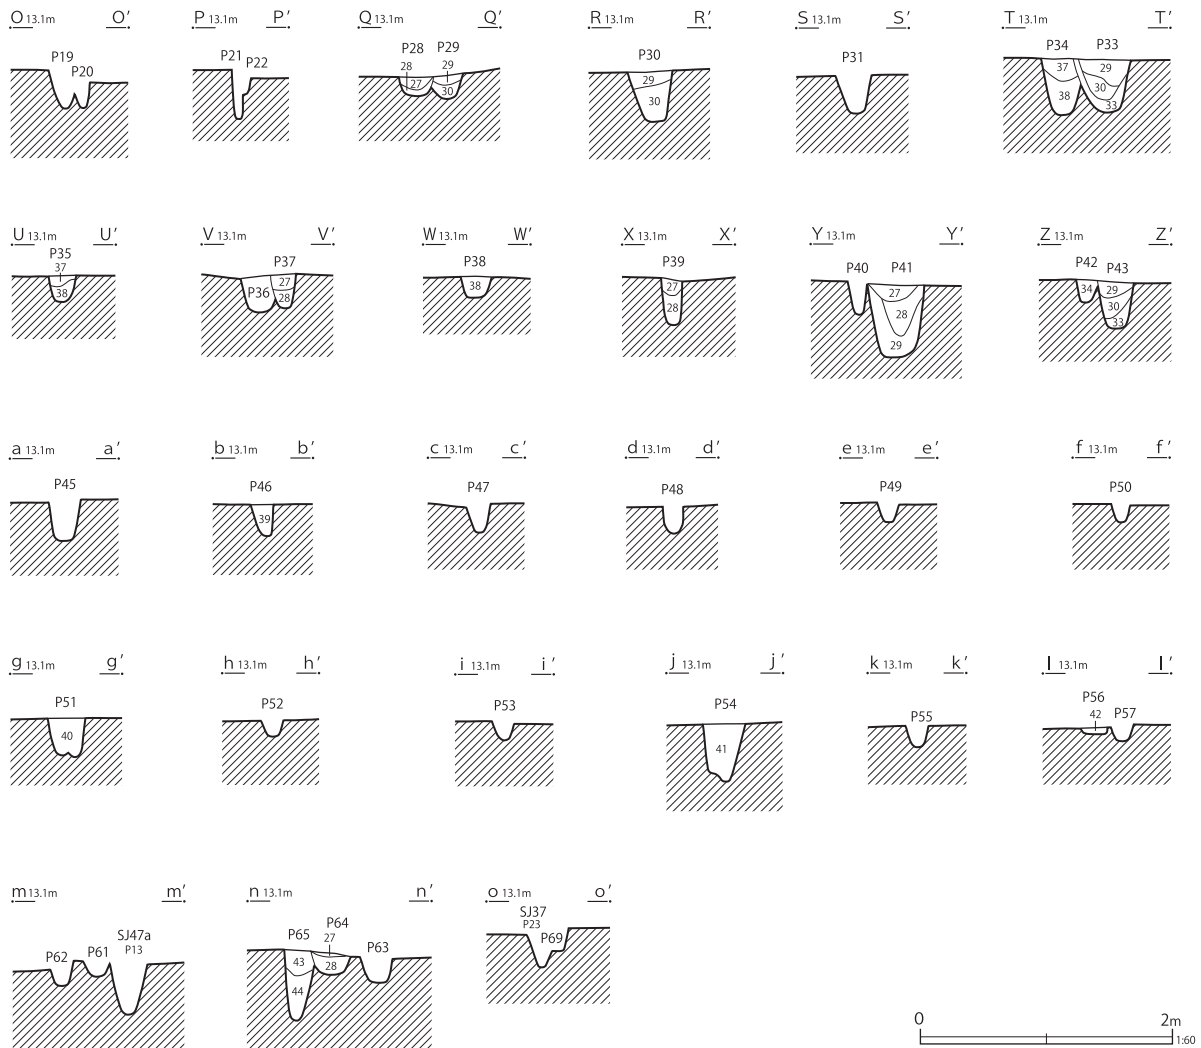 O 13.1m O′ P 13.1m P′ Q 13.1m Q′ R 13.1m R′ S 13.1m S′ T 13.1m T′
P19 P20
P21 P22
P28 P29
28 29
27 30
P30
29
30
P31
P34 P33
37 29
38 30
33
U 13.1m U′ V 13.1m V′ W 13.1m W′ X 13.1m X′ Y 13.1m Y′ Z 13.1m Z′
P35
37
38
P37
P36 27
28
P38
38
P39
27
28
P40 P41
27
28
29
P42 P43
34 29
30
33
a 13.1m a′ b 13.1m b′ c 13.1m c′ d 13.1m d′ e 13.1m e′ f 13.1m f′
P45
P46
39
P47
P48
P49
P50
g 13.1m g′ h 13.1m h′ i 13.1m i′ j 13.1m j′ k 13.1m k′ l 13.1m l′
P51
40
P52
P53
P54
41
P55
P56
42 P57
m 13.1m m′ n 13.1m n′ o 13.1m o′
P62 P61 SJ47a
P13
P65 P64 P63
27
43 28
44
SJ37
P23
P69
0 2m
1:60